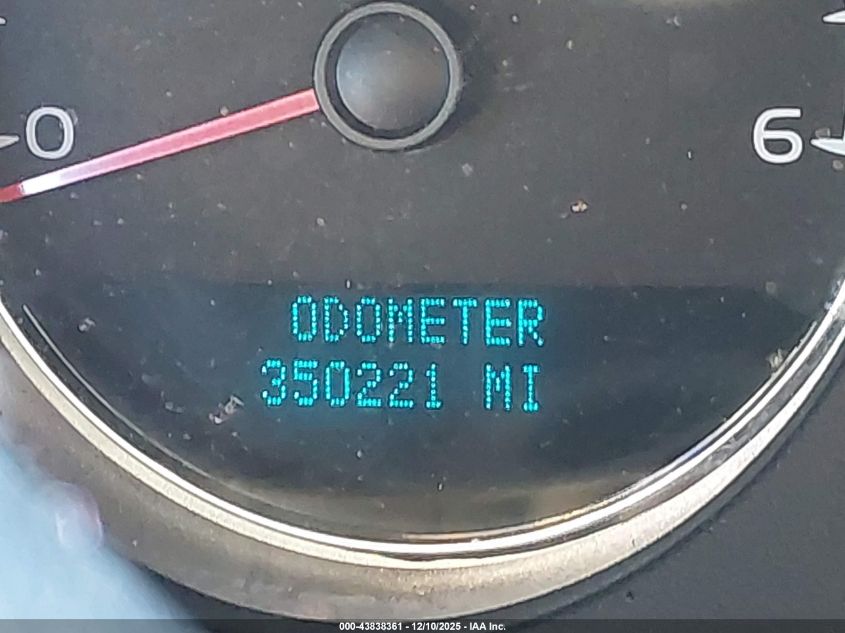 0
6
ODOMETER
350221 MI
000-43838361 - 12/10/2025 - IAA Inc.